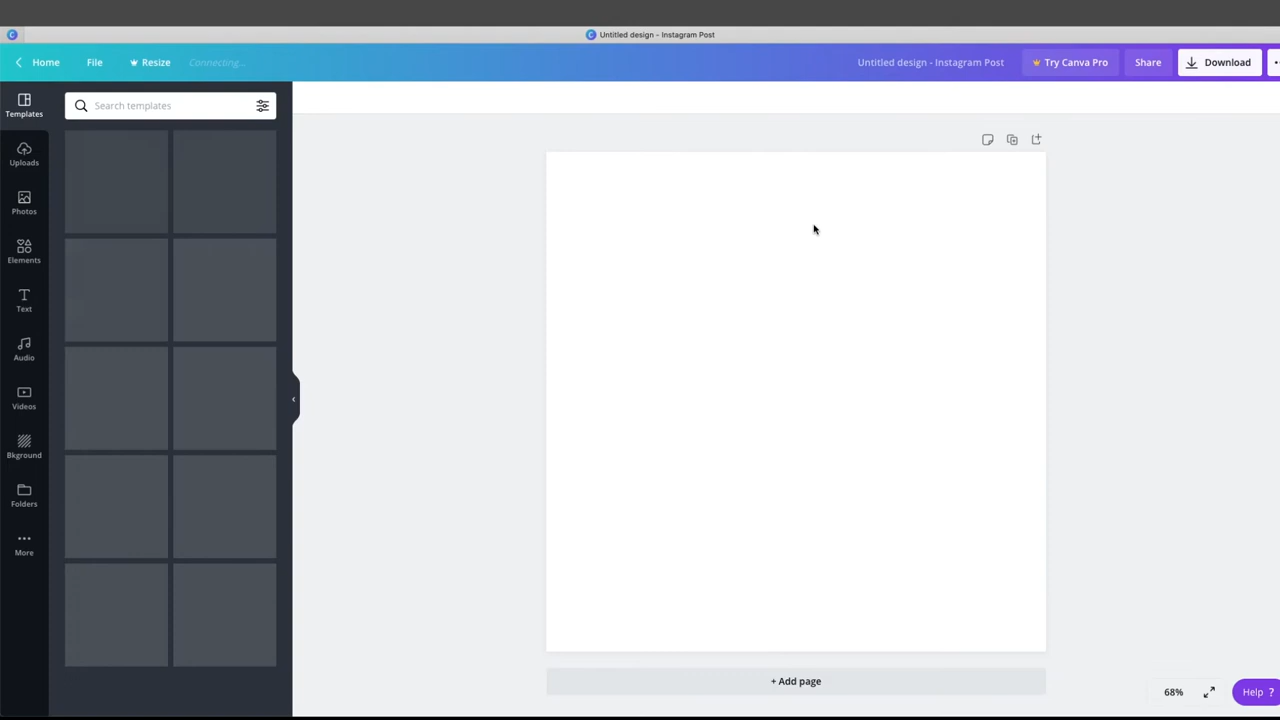 Untitled design - Instagram Post
Home
File
Resize
Connecting...
Untitled design - Instagram Post
Try Canva Pro
Share
Download
Templates
Search templates
Uploads
Photos
Elements
Text
Audio
Videos
Bkground
Folders
More
+ Add page
68%
Help ?